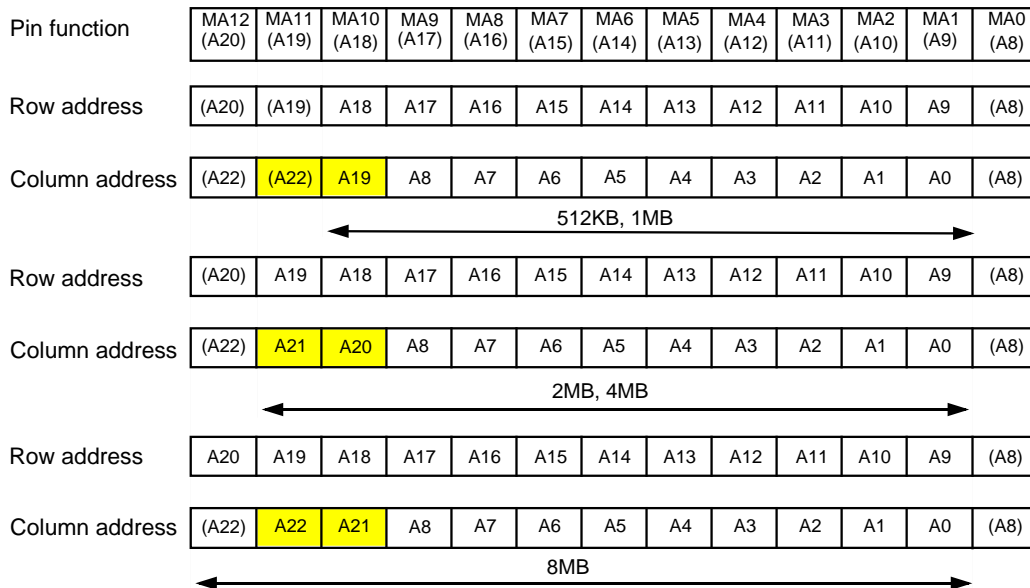 Pin function MA12 MA11 MA10 MA9 MA8 MA7 MA6 MA5 MA4 MA3 MA2 MA1 MA0
(A20) (A19) (A18) (A17) (A16) (A15) (A14) (A13) (A12) (A11) (A10) (A9) (A8)
Row address (A20) (A19) A18 A17 A16 A15 A14 A13 A12 A11 A10 A9 (A8)
Column address (A22) (A22) A19 A8 A7 A6 A5 A4 A3 A2 A1 A0 (A8)
512KB, 1MB
Row address (A20) A19 A18 A17 A16 A15 A14 A13 A12 A11 A10 A9 (A8)
Column address (A22) A21 A20 A8 A7 A6 A5 A4 A3 A2 A1 A0 (A8)
2MB, 4MB
Row address A20 A19 A18 A17 A16 A15 A14 A13 A12 A11 A10 A9 (A8)
Column address (A22) A22 A21 A8 A7 A6 A5 A4 A3 A2 A1 A0 (A8)
8MB